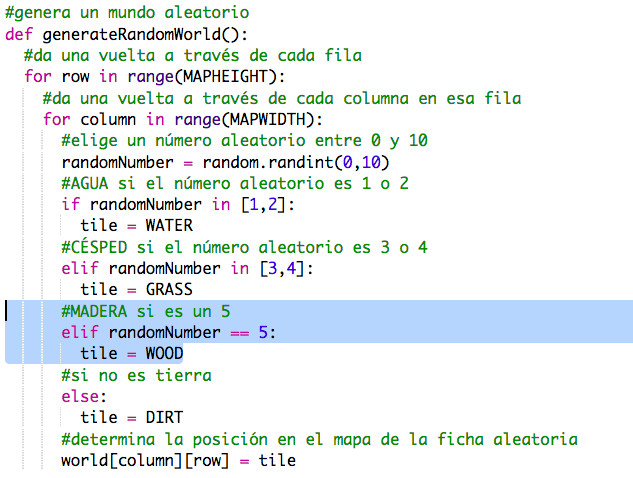 #genera un mundo aleatorio
def generateRandomWorld():
  #da una vuelta a través de cada fila
  for row in range(MAPHEIGHT):
    #da una vuelta a través de cada columna en esa fila
    for column in range(MAPWIDTH):
      #elige un número aleatorio entre 0 y 10
      randomNumber = random.randint(0,10)
      #AGUA si el número aleatorio es 1 o 2
      if randomNumber in [1,2]:
        tile = WATER
      #CÉSPED si el número aleatorio es 3 o 4
      elif randomNumber in [3,4]:
        tile = GRASS
      #MADERA si es un 5
      elif randomNumber == 5:
        tile = WOOD
      #si no es tierra
      else:
        tile = DIRT
      #determina la posición en el mapa de la ficha aleatoria
      world[column][row] = tile